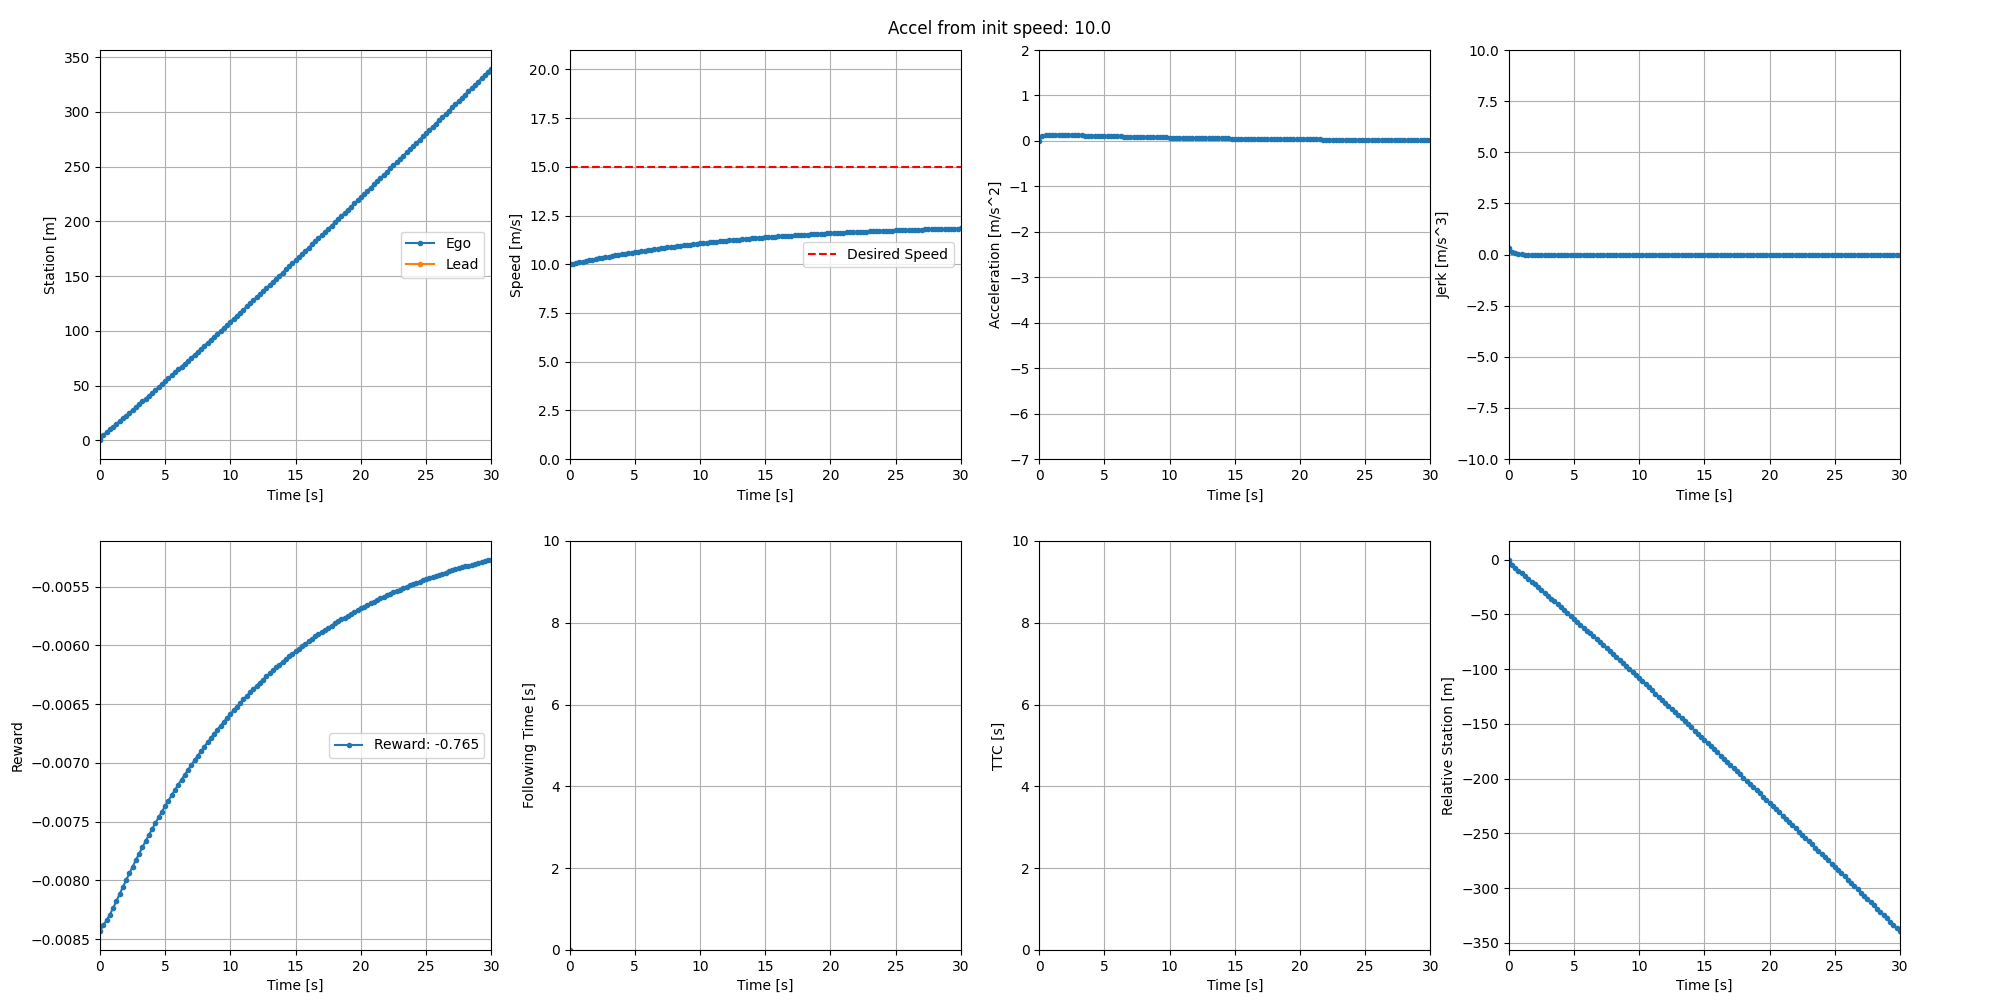 Accel from init speed: 10.0
350
300
250
200
150
100
50
0
Station [m]
Ego
Lead
0 5 10 15 20 25 30
Time [s]
20.0
17.5
15.0
12.5
10.0
7.5
5.0
2.5
0.0
Speed [m/s]
Desired Speed
0 5 10 15 20 25 30
Time [s]
2
1
0
−1
−2
−3
−4
−5
−6
−7
Acceleration [m/s^2]
0 5 10 15 20 25 30
Time [s]
10.0
7.5
5.0
2.5
0.0
−2.5
−5.0
−7.5
−10.0
Jerk [m/s^3]
0 5 10 15 20 25 30
Time [s]
−0.0055
−0.0060
−0.0065
−0.0070
−0.0075
−0.0080
−0.0085
Reward
Reward: -0.765
0 5 10 15 20 25 30
Time [s]
10
8
6
4
2
0
Following Time [s]
0 5 10 15 20 25 30
Time [s]
10
8
6
4
2
0
TTC [s]
0 5 10 15 20 25 30
Time [s]
0
−50
−100
−150
−200
−250
−300
−350
Relative Station [m]
0 5 10 15 20 25 30
Time [s]